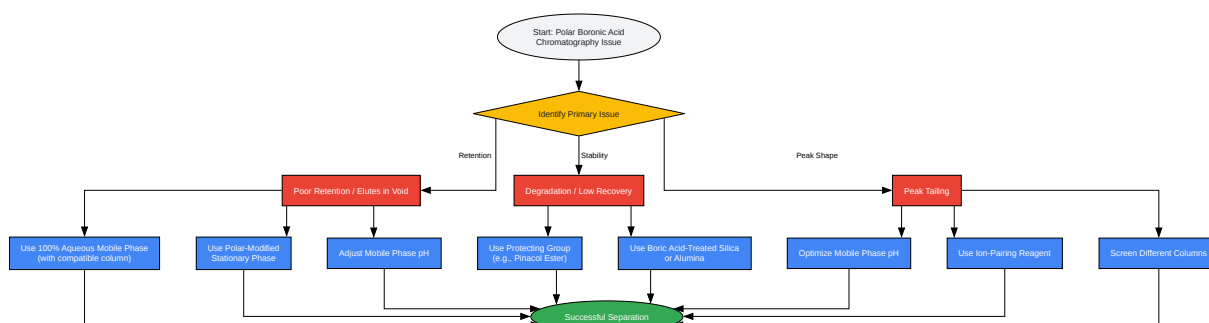 Start: Polar Boronic Acid
Chromatography Issue
Identify Primary Issue
Retention
Stability
Peak Shape
Poor Retention / Elutes in Void
Degradation / Low Recovery
Peak Tailing
Use 100% Aqueous Mobile Phase
(with compatible column)
Use Polar-Modified
Stationary Phase
Adjust Mobile Phase pH
Use Protecting Group
(e.g., Pinacol Ester)
Use Boric Acid-Treated Silica
or Alumina
Optimize Mobile Phase pH
Use Ion-Pairing Reagent
Screen Different Columns
Successful Separation